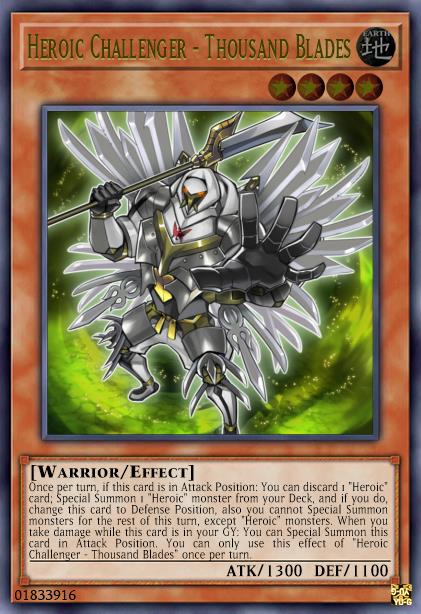 Heroic Challenger - Thousand Blades
EARTH
地
[Warrior/Effect]
Once per turn, if this card is in Attack Position: You can discard 1 "Heroic"
card; Special Summon 1 "Heroic" monster from your Deck, and if you do,
change this card to Defense Position, also you cannot Special Summon
monsters for the rest of this turn, except "Heroic" monsters. When you
take damage while this card is in your GY: You can Special Summon this
card in Attack Position. You can only use this effect of "Heroic
Challenger - Thousand Blades" once per turn.
ATK/1300 DEF/1100
01833916